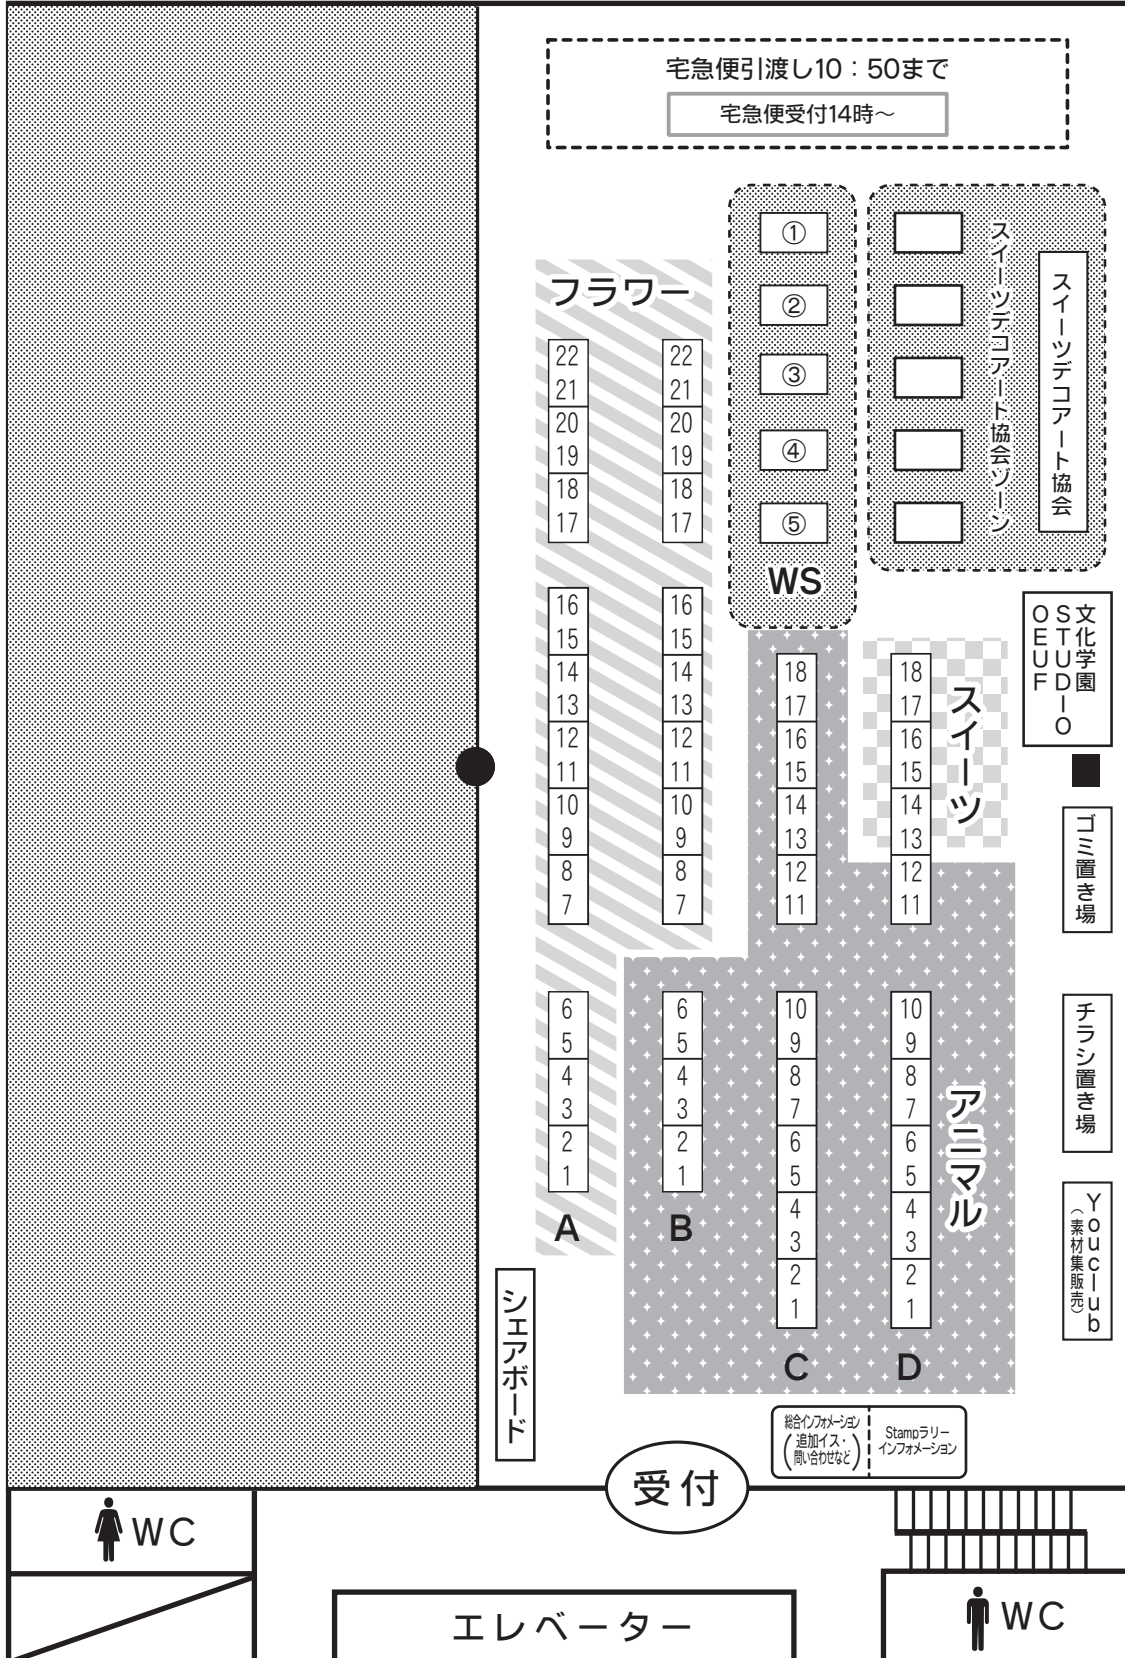 宅急便引渡し10：50まで
宅急便受付14時〜
①
②
③
④
⑤
WS
スイーツデコアート協会ゾーン
スイーツデコアート協会
フラワー
22
21
20
19
18
17
16
15
14
13
12
11
10
9
8
7
6
5
4
3
2
1
A
22
21
20
19
18
17
16
15
14
13
12
11
10
9
8
7
6
5
4
3
2
1
B
18
17
16
15
14
13
12
11
10
9
8
7
6
5
4
3
2
1
C
18
17
16
15
14
13
12
11
10
9
8
7
6
5
4
3
2
1
D
スイーツ
アニマル
文化学園
STUDIO
OEUF
ゴミ置き場
チラシ置き場
Youclub
（素材集販売）
シェアボード
総合インフォメーション
（追加イス・
問い合わせなど）
Stampラリー
インフォメーション
受付
WC
エレベーター
WC